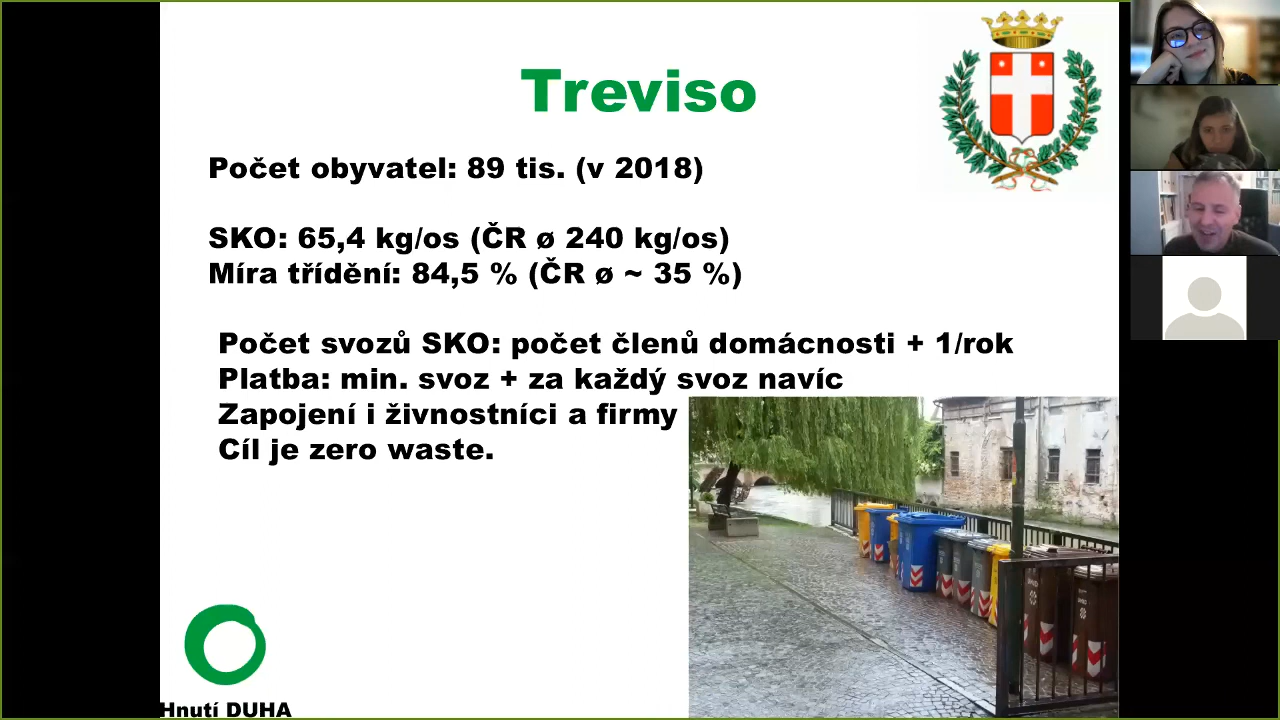 Treviso
Počet obyvatel: 89 tis. (v 2018)
SKO: 65,4 kg/os (ČR ø 240 kg/os)
Míra třídění: 84,5 % (ČR ø ~ 35 %)
Počet svozů SKO: počet členů domácnosti + 1/rok
Platba: min. svoz + za každý svoz navíc
Zapojení i živnostníci a firmy
Cíl je zero waste.
Hnutí DUHA